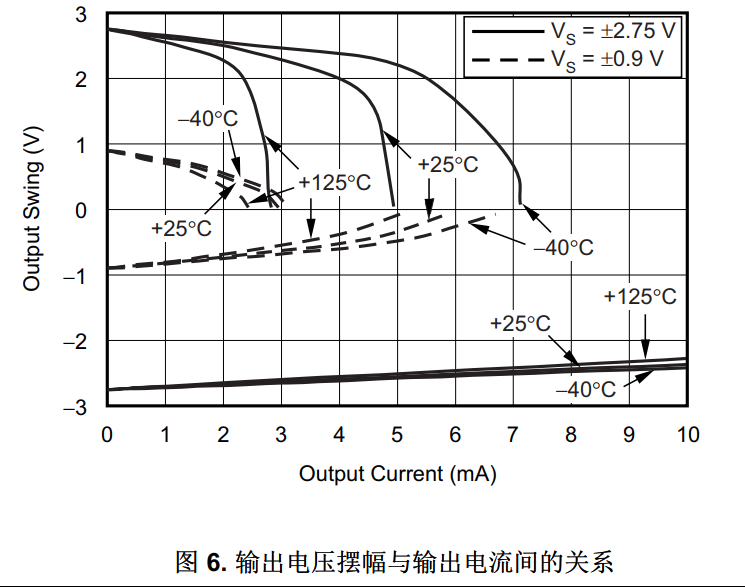 3
2
1
0
–1
–2
–3
Output Swing (V)
V_S = ±2.75 V
V_S = ±0.9 V
–40°C
+125°C
+25°C
+25°C
–40°C
+125°C
+25°C
–40°C
0 1 2 3 4 5 6 7 8 9 10
Output Current (mA)
图 6. 输出电压摆幅与输出电流间的关系